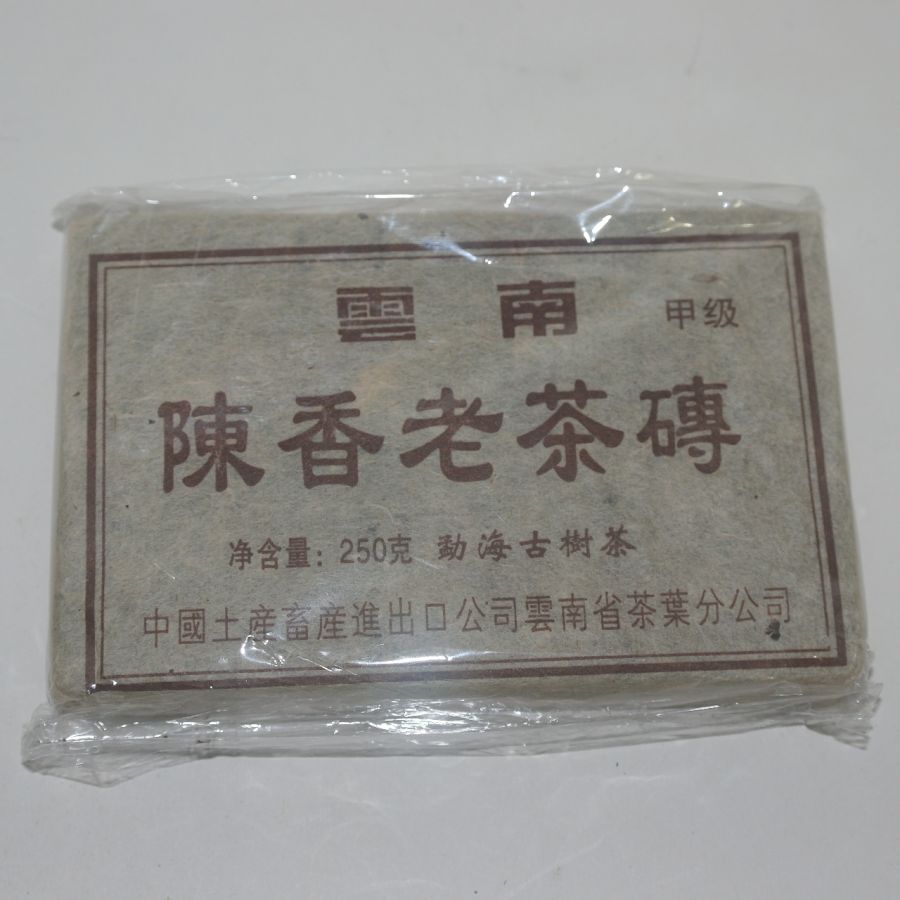 雲南 甲级
陳香老茶磚
净含量：250克 勐海古樹茶
中國土産畜産進出口公司雲南省茶葉分公司